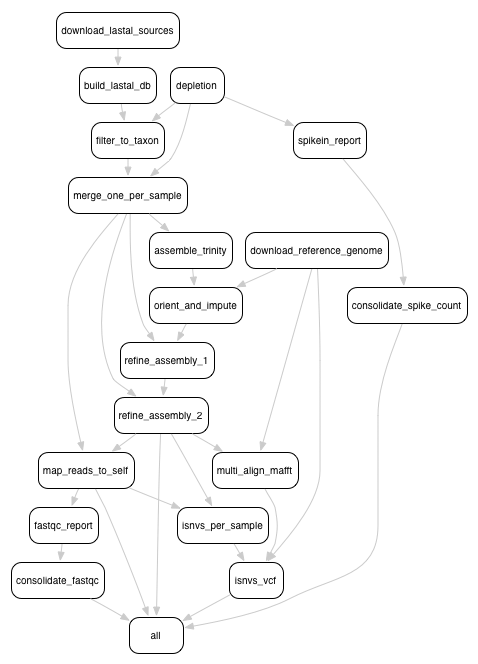 download_lastal_sources
build_lastal_db
depletion
filter_to_taxon
spikein_report
merge_one_per_sample
assemble_trinity
download_reference_genome
orient_and_impute
consolidate_spike_count
refine_assembly_1
refine_assembly_2
map_reads_to_self
multi_align_mafft
fastqc_report
isnvs_per_sample
consolidate_fastqc
isnvs_vcf
all